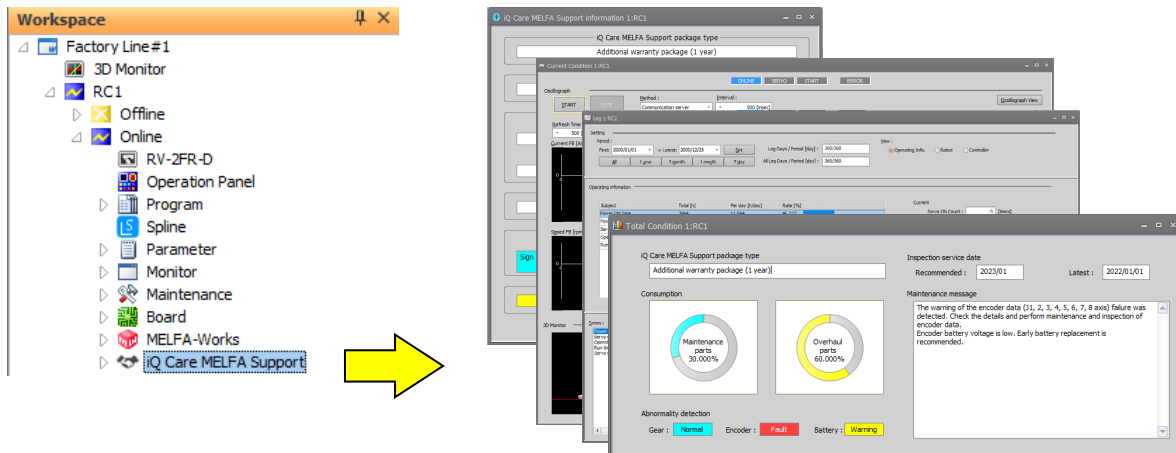 Workspace
Factory Line#1
3D Monitor
RC1
Offline
Online
RV-2FR-D
Operation Panel
Program
Spline
Parameter
Monitor
Maintenance
Board
MELFA-Works
iQ Care MELFA Support
iQ Care MELFA Support information 1:RC1
iQ Care MELFA Support package type
Additional warranty package (1 year)
Sign
Current Condition 1:RC1
ONLINE SERVO START ERROR
Oscillograph
START STOP
Method : Interval :
Communication server 500 [msec]
Oscillograph View
Refresh Time
500
Current FB
Speed FB
3D Monitor
Log 1:RC1
Setting
Period :
First: 2000/01/01 > Latest: 2000/12/25 Set
All 1 year 3 month 1 month 7 day
Log Days / Period [day] : 360/360
All Log Days / Period [day] : 360/360
View :
Operating Info. Robot Controller
Operating information
Subject Total [h] Per day [h/day] Rate [%]
Power ON Time
Current
Servo ON Count : -1 [times]
Total Condition 1:RC1
iQ Care MELFA Support package type
Additional warranty package (1 year)
Inspection service date
Recommended : 2023/01 Latest : 2022/01/01
Consumption
Maintenance
parts
30.000%
Overhaul
parts
60.000%
Maintenance message
The warning of the encoder data (J1, 2, 3, 4, 5, 6, 7, 8 axis) failure was
detected. Check the details and perform maintenance and inspection of
encoder data.
Encoder battery voltage is low. Early battery replacement is
recommended.
Abnormality detection
Gear : Normal Encoder : Fault Battery : Warning